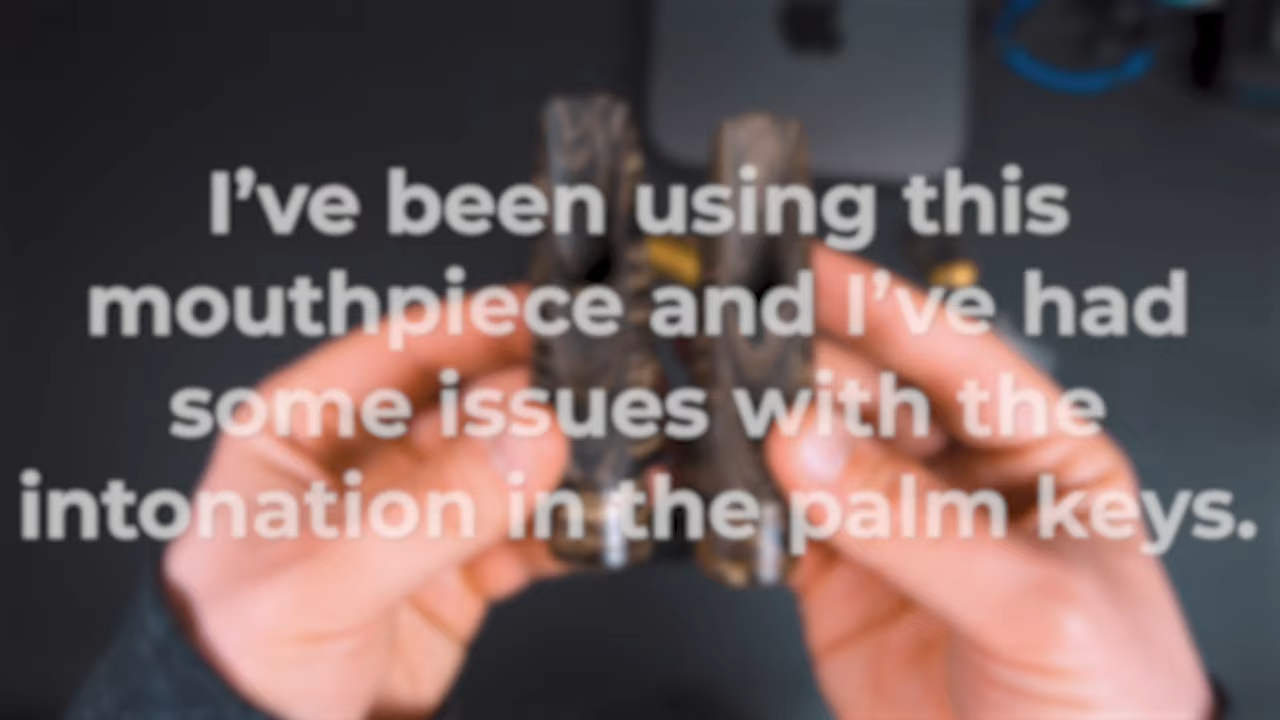 I’ve been using this
mouthpiece and I’ve had
some issues with the
intonation in the palm keys.